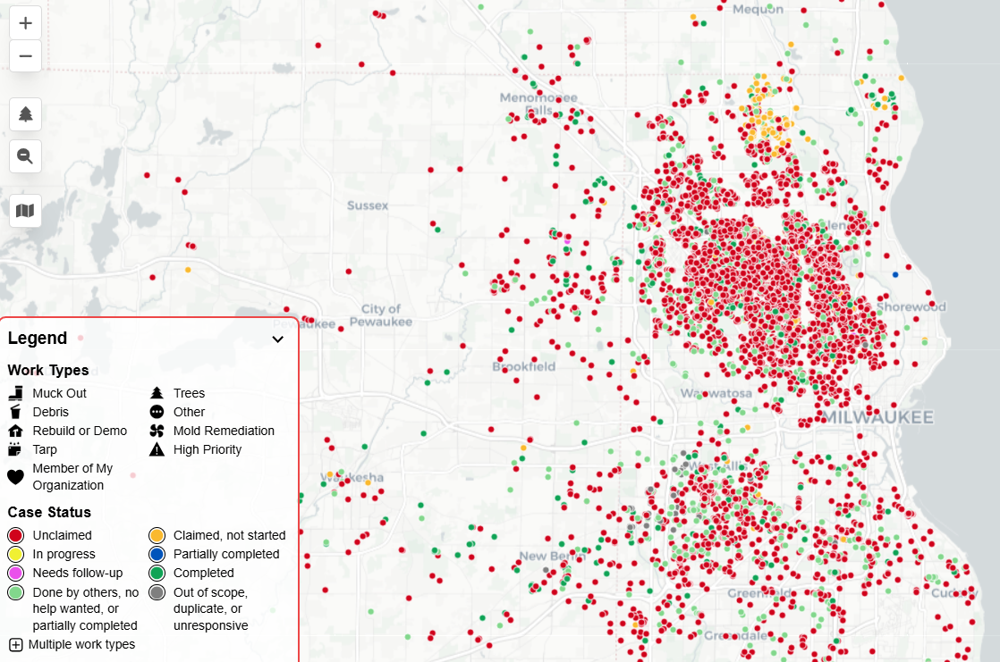 +
−
Mequon
Menomonee
Falls
Sussex
Shorewood
City of
Pewaukee
Brookfield
MILWAUKEE
Waukesha
New Berlin
Greenfield
Cudahy
Greendale
Legend
Work Types
Muck Out
Trees
Debris
Other
Rebuild or Demo
Mold Remediation
Tarp
High Priority
Member of My
Organization
Case Status
Unclaimed
Claimed, not started
In progress
Partially completed
Needs follow-up
Completed
Done by others, no
help wanted, or
partially completed
Out of scope,
duplicate, or
unresponsive
Multiple work types